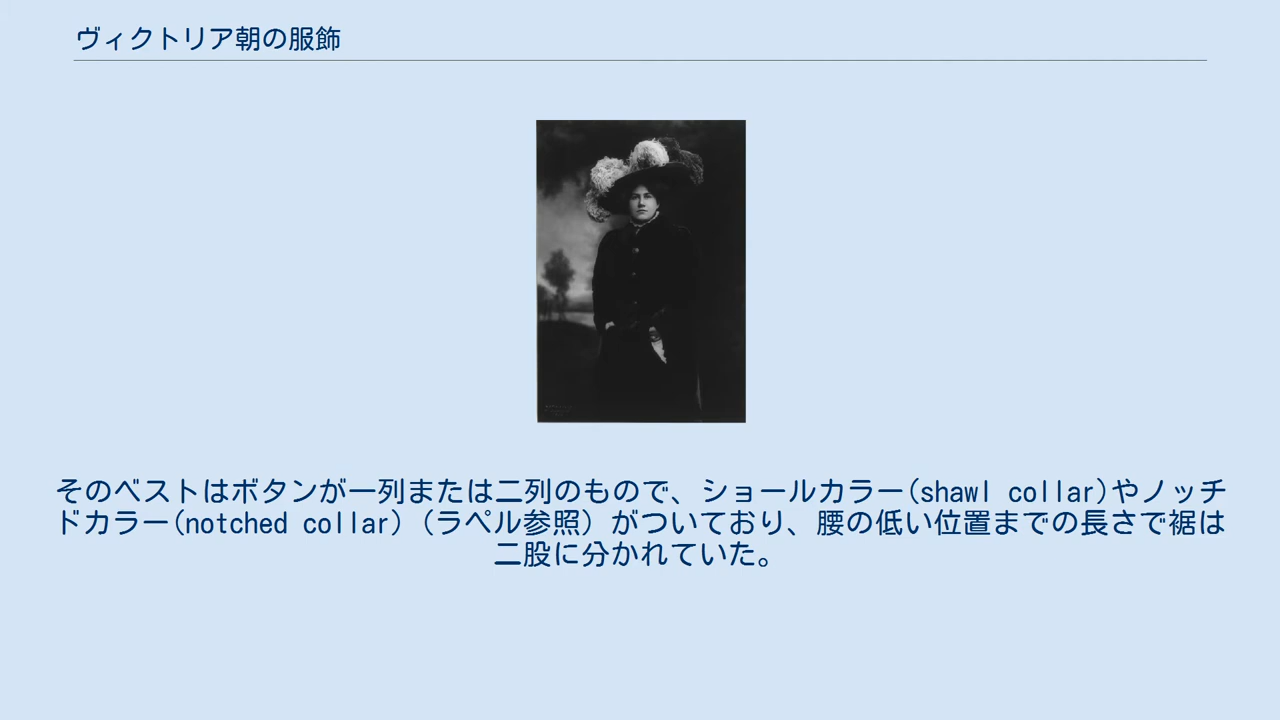 ヴィクトリア朝の服飾
そのベストはボタンが一列または二列のもので、ショールカラー(shawl collar)やノッチ
ドカラー(notched collar)（ラペル参照）がついており、腰の低い位置までの長さで裾は
二股に分かれていた。